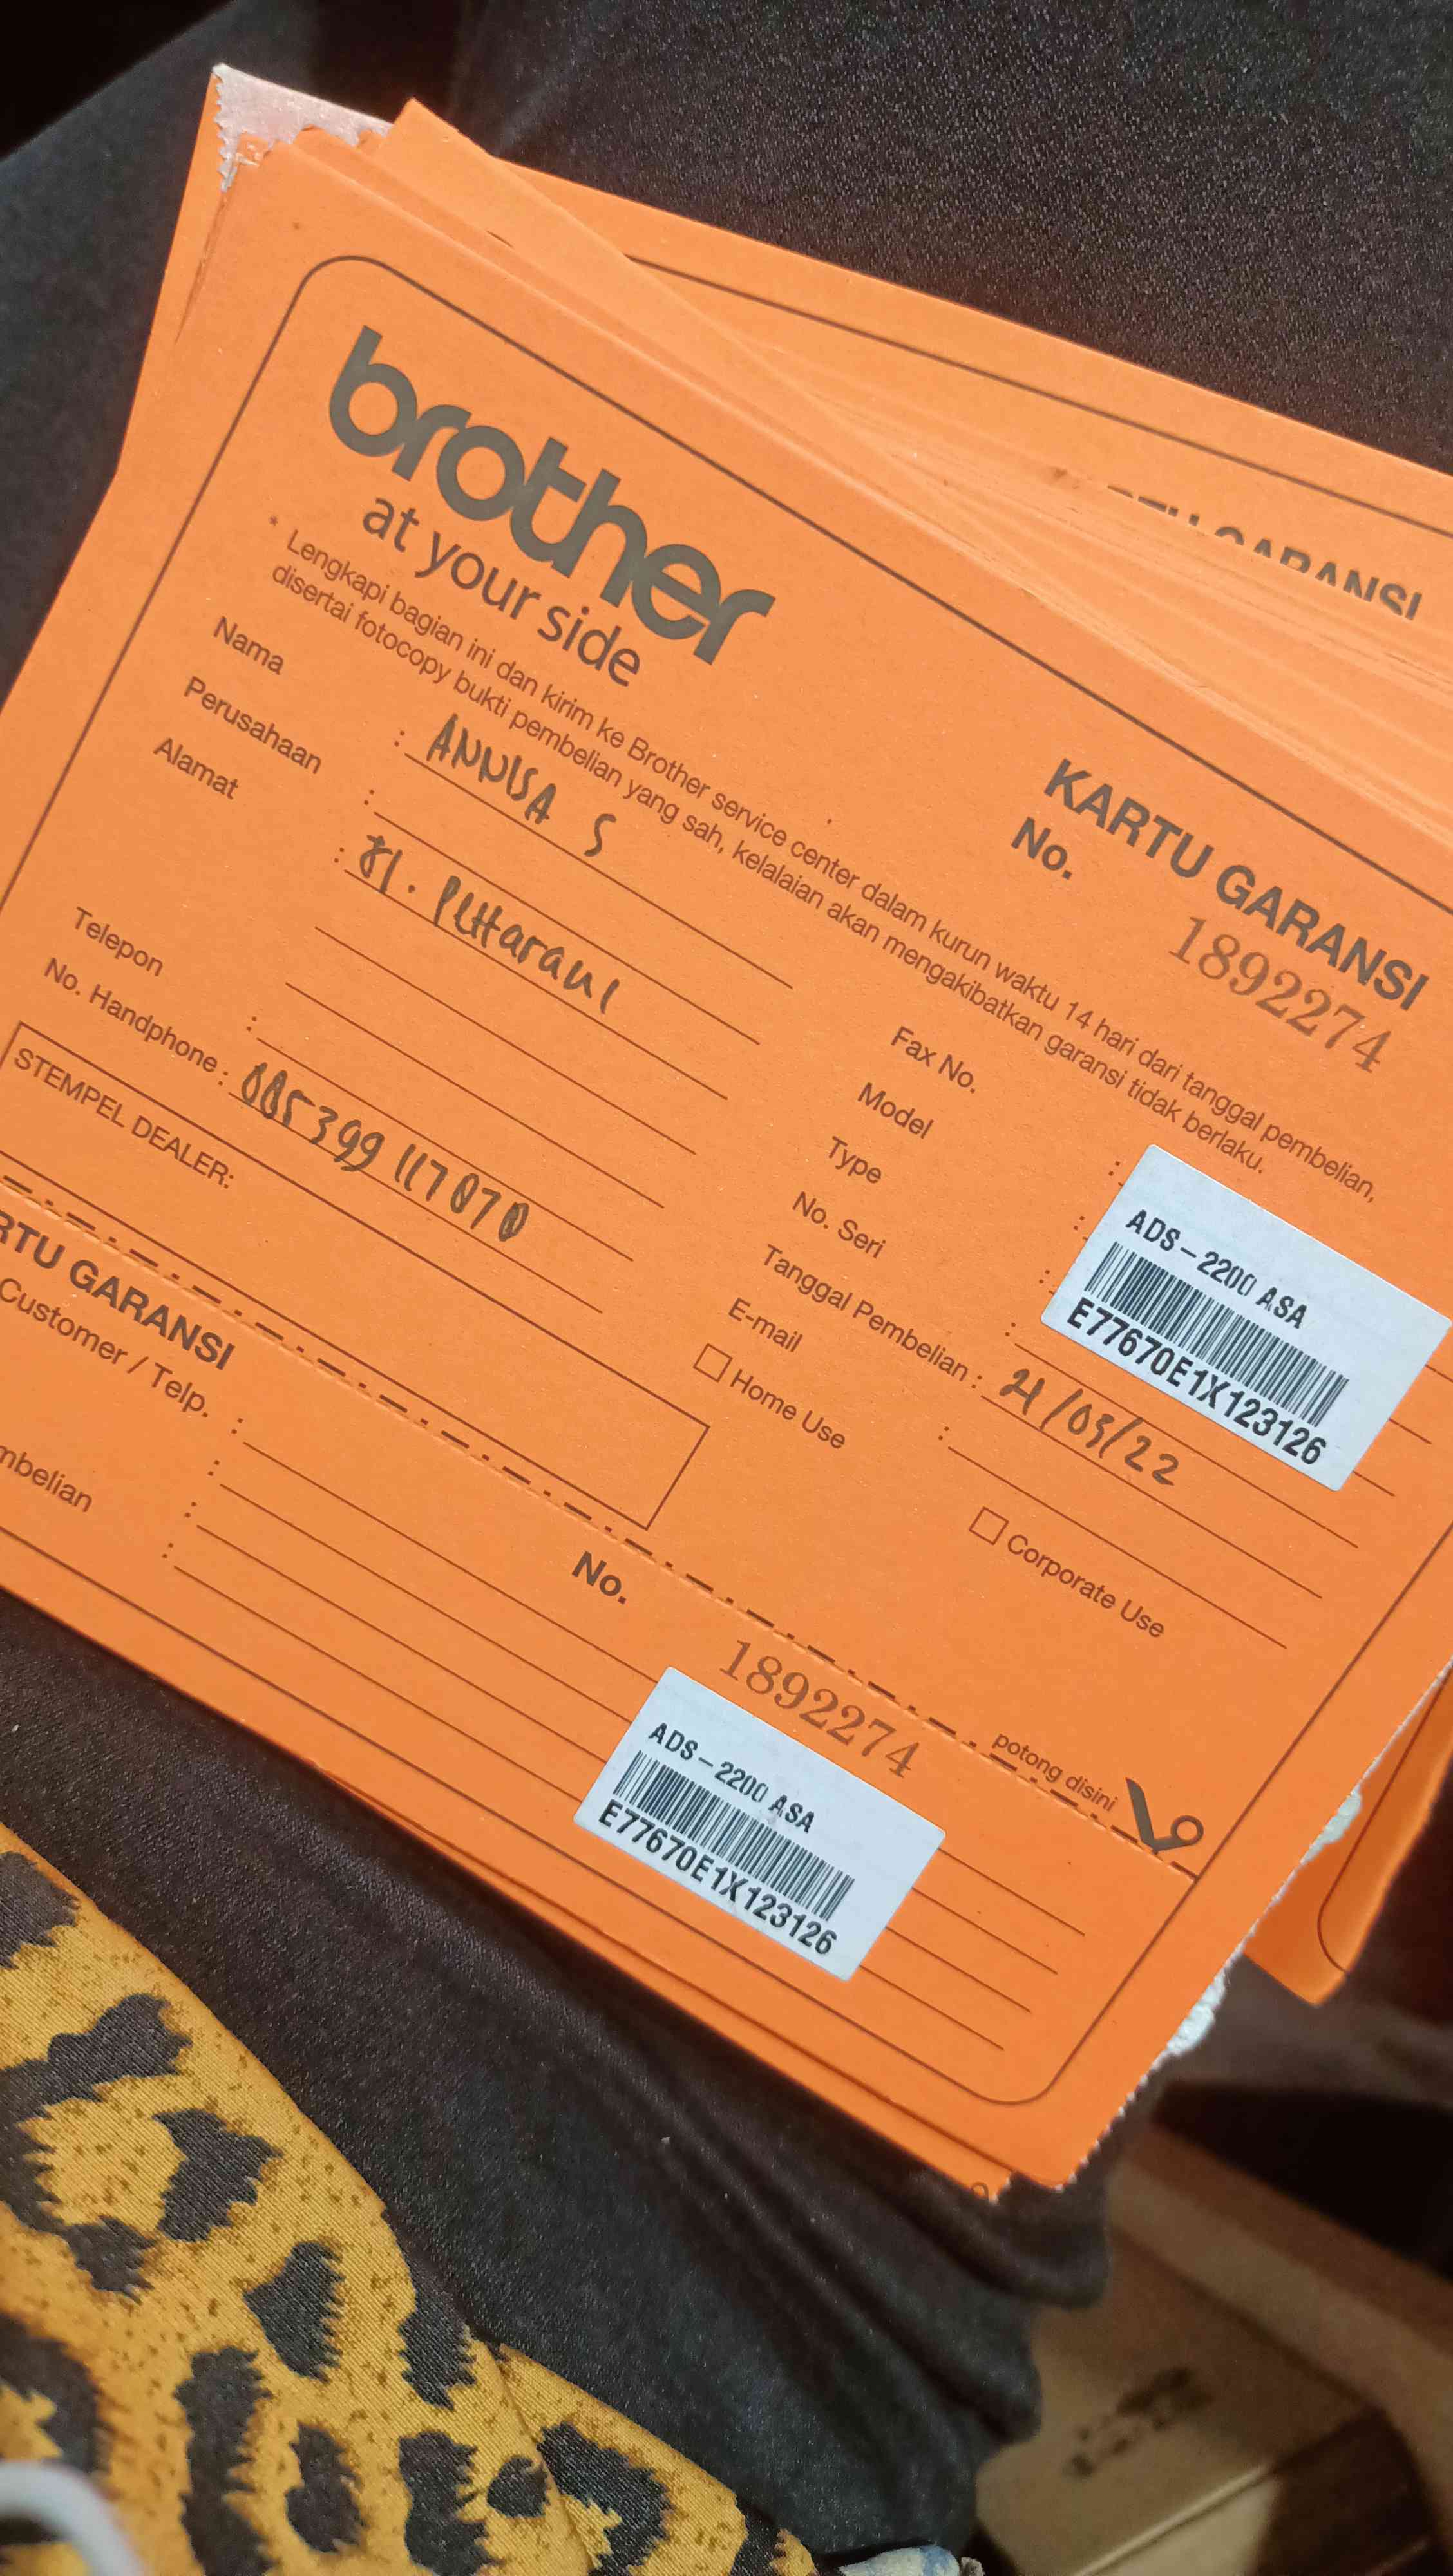 brother
at your side
KARTU GARANSI
No. 1892274
* Lengkapi bagian ini dan kirim ke Brother service center dalam kurun waktu 14 hari dari tanggal pembelian,
disertai fotocopy bukti pembelian yang sah, kelalaian akan mengakibatkan garansi tidak berlaku.
Nama : ANNISA S
Perusahaan :
Alamat : Jl. Pettarani
Telepon :
No. Handphone : 085399117070
STEMPEL DEALER:
Fax No. :
Model :
Type :
No. Seri :
ADS-2200 ASA
E77670E1X123126
Tanggal Pembelian : 21/03/22
E-mail :
Home Use
Corporate Use
potong disini
RTU GARANSI
No. 1892274
Customer / Telp. :
mbelian
ADS-2200 ASA
E77670E1X123126
GARANSI